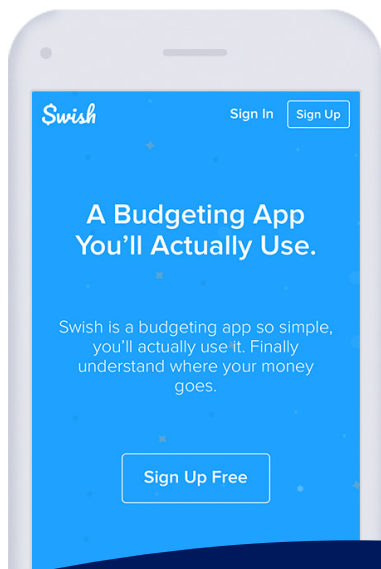 $wish
Sign In
Sign Up
A Budgeting App
You'll Actually Use.
Swish is a budgeting app so simple,
you'll actually use it. Finally
understand where your money
goes.
Sign Up Free